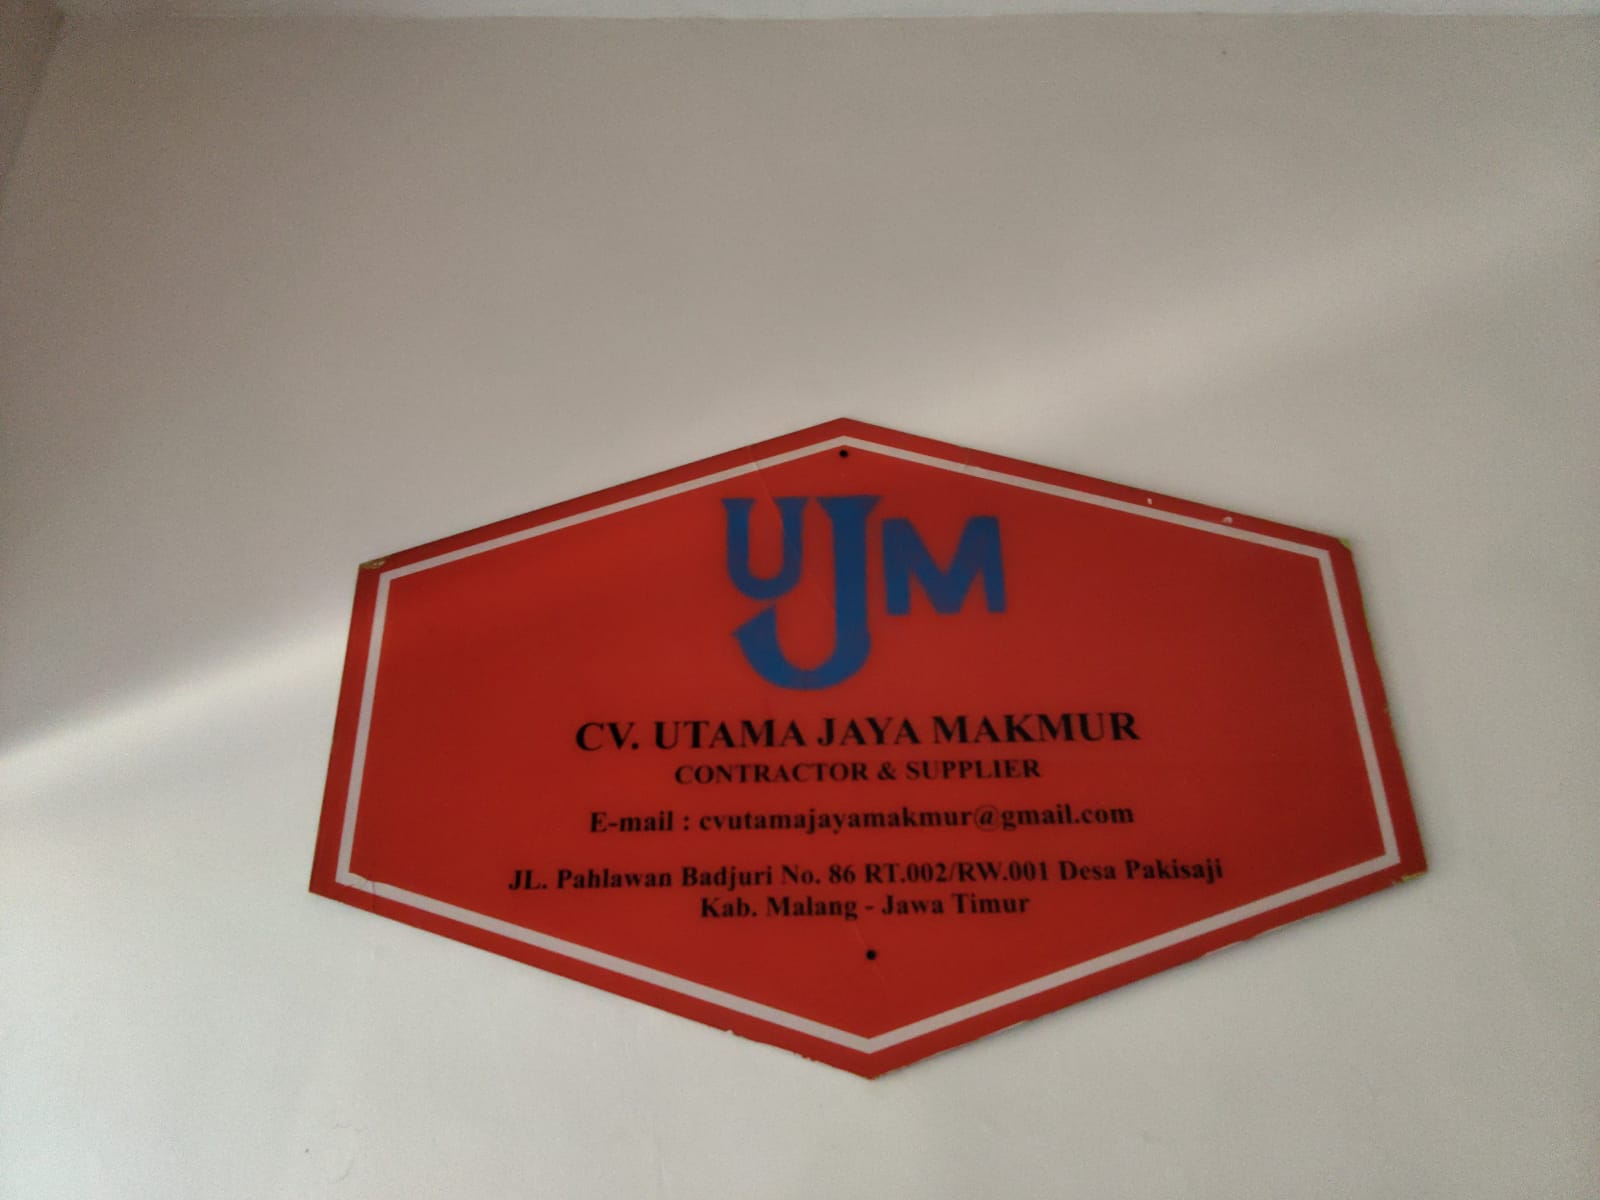 UJM
CV. UTAMA JAYA MAKMUR
CONTRACTOR & SUPPLIER
E-mail : cvutamajayamakmur@gmail.com
JL. Pahlawan Badjuri No. 86 RT.002/RW.001 Desa Pakisaji
Kab. Malang - Jawa Timur